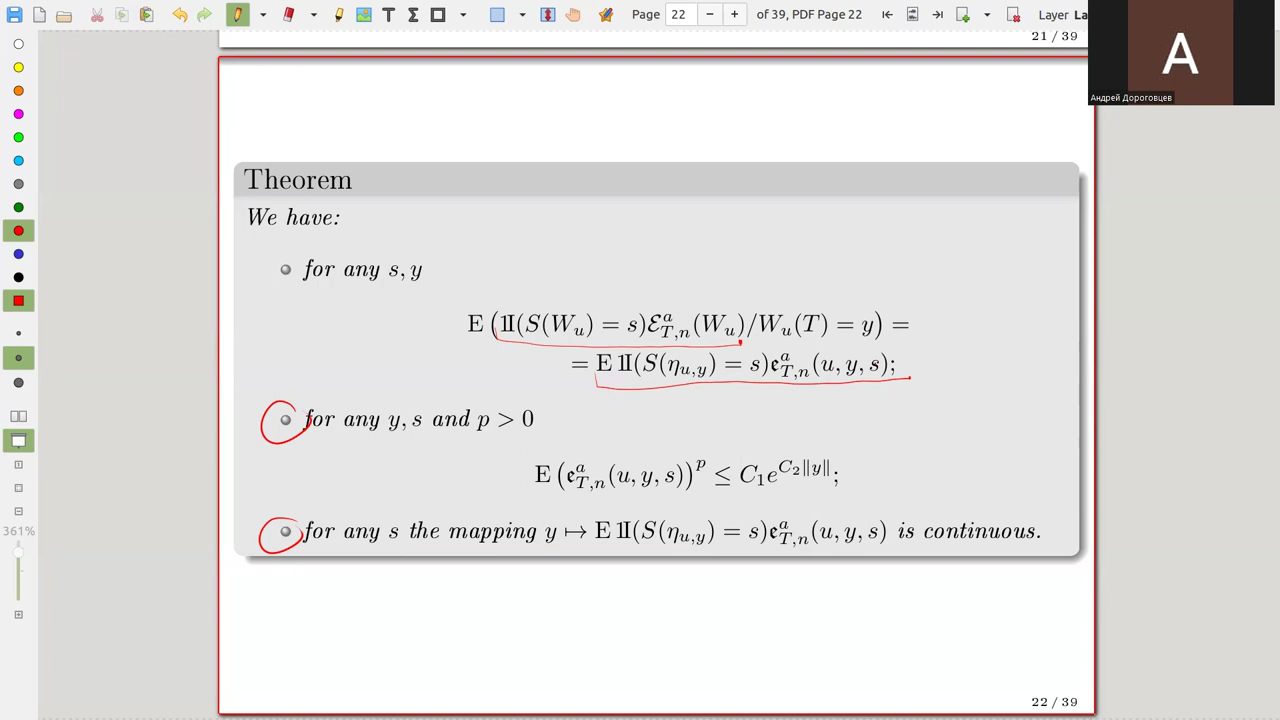 Page 22 of 39, PDF Page 22
Layer La
21 / 39
A
Андрей Дороговцев
361%
Theorem
We have:
for any s, y
E (𝟙(S(W_u) = s)ℰ^a_{T,n}(W_u)/W_u(T) = y) =
= E 𝟙(S(η_{u,y}) = s)𝔢^a_{T,n}(u, y, s);
for any y, s and p > 0
E (𝔢^a_{T,n}(u, y, s))^p ≤ C_1e^{C_2‖y‖};
for any s the mapping y ↦ E 𝟙(S(η_{u,y}) = s)𝔢^a_{T,n}(u, y, s) is continuous.
22 / 39